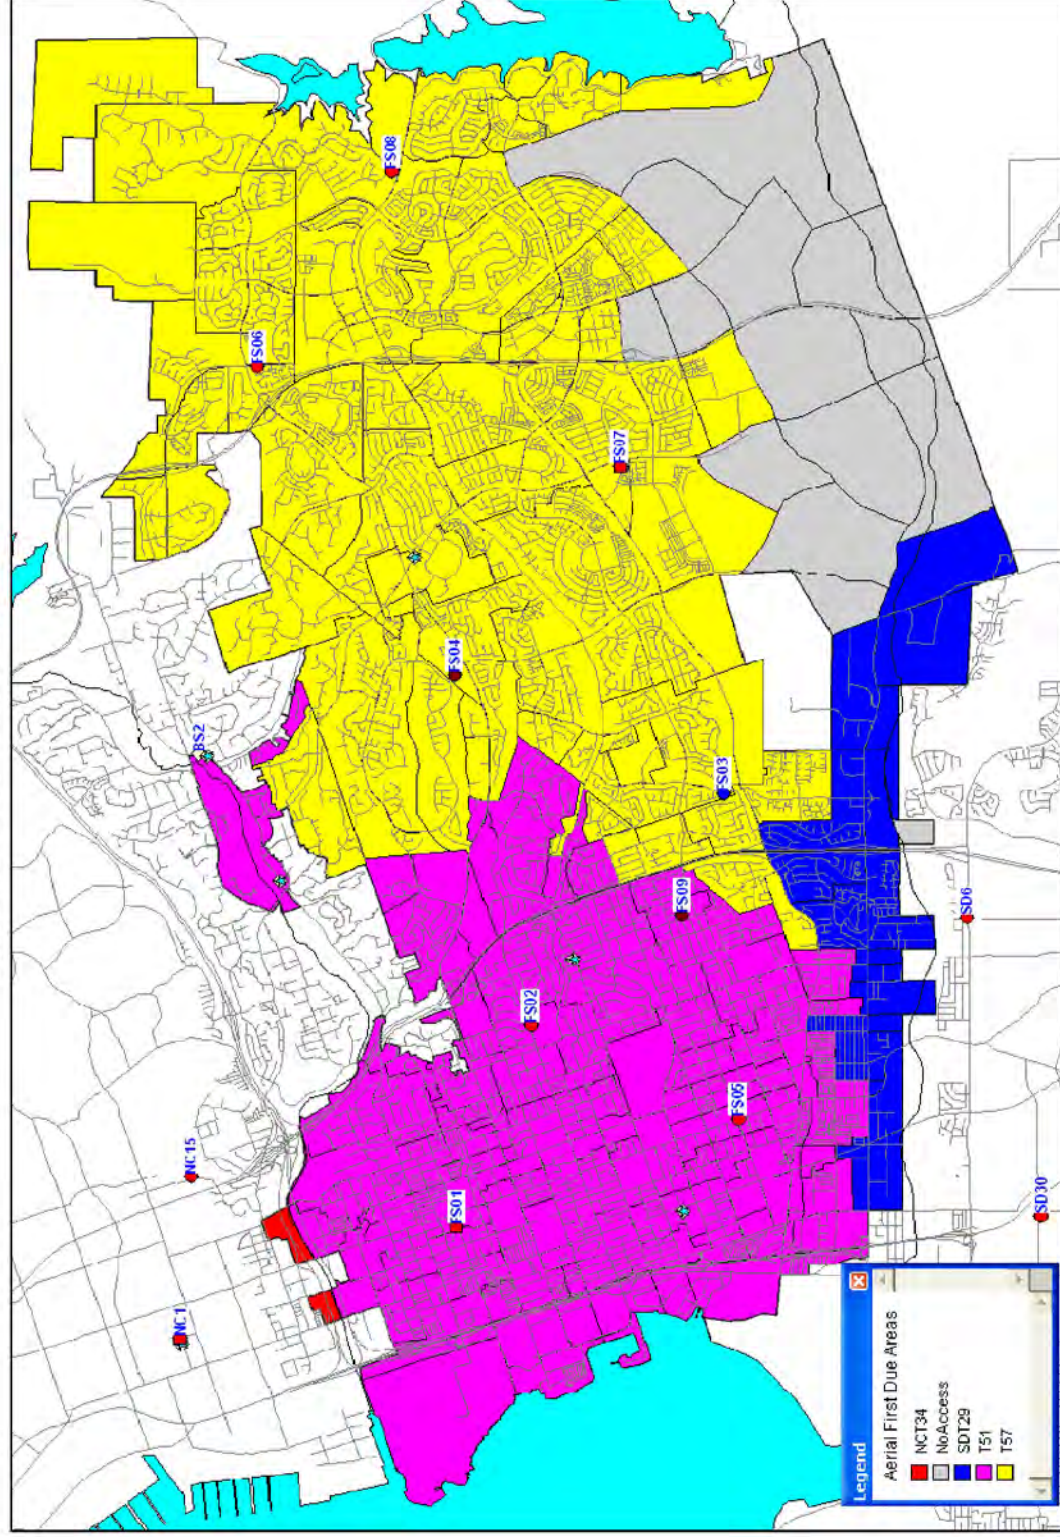 FS08
FS06
FS07
FS04
BS2
FS03
FS09
SD6
FS02
FS05
NC15
FS01
SD30
NC1
Legend
Aerial First Due Areas
NCT34
NoAccess
SDT29
T51
T57